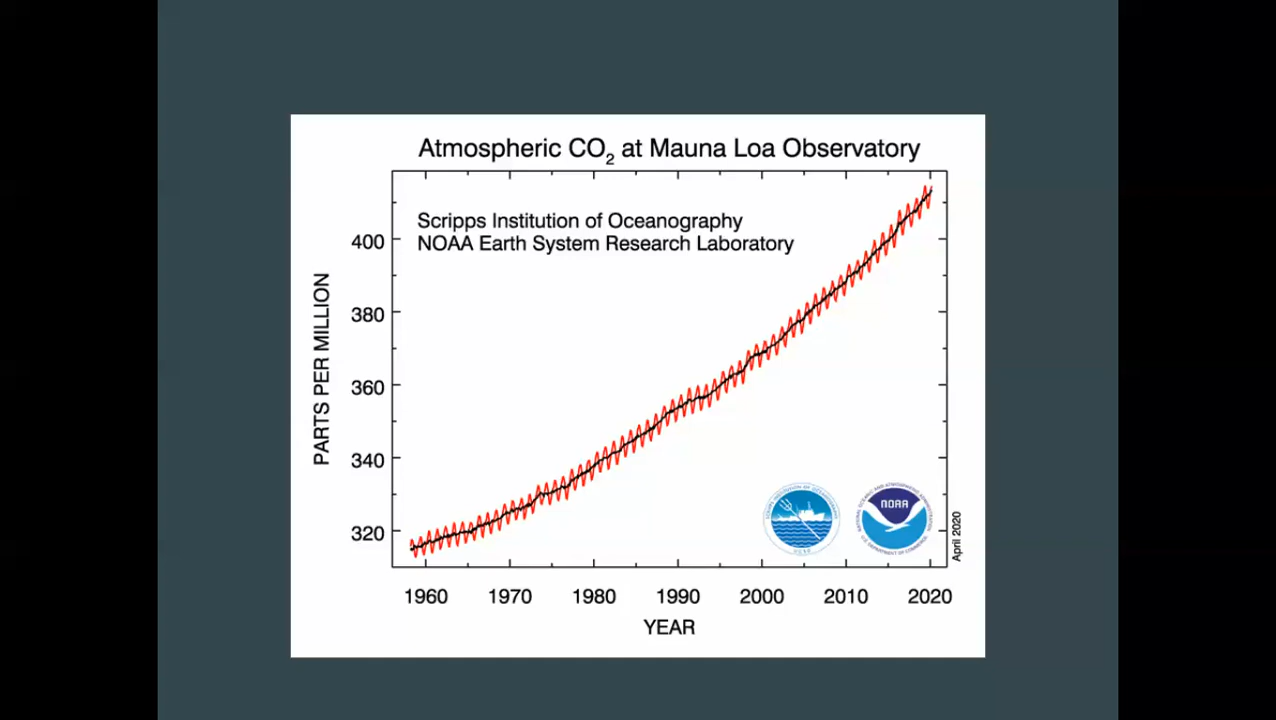 Atmospheric CO₂ at Mauna Loa Observatory
Scripps Institution of Oceanography
NOAA Earth System Research Laboratory
PARTS PER MILLION
400
380
360
340
320
NOAA
April 2020
1960 1970 1980 1990 2000 2010 2020
YEAR